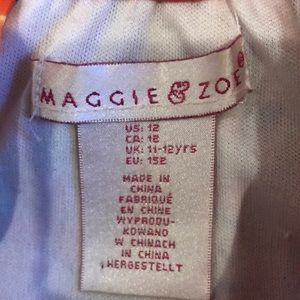 MAGGIE & ZOE
US: 12
CA: 12
UK: 11-12yrs
EU: 152
MADE IN
CHINA
FABRIQUÉ
EN CHINE
WYPRODU-
KOWANO
W CHINACH
IN CHINA
HERGESTELLT